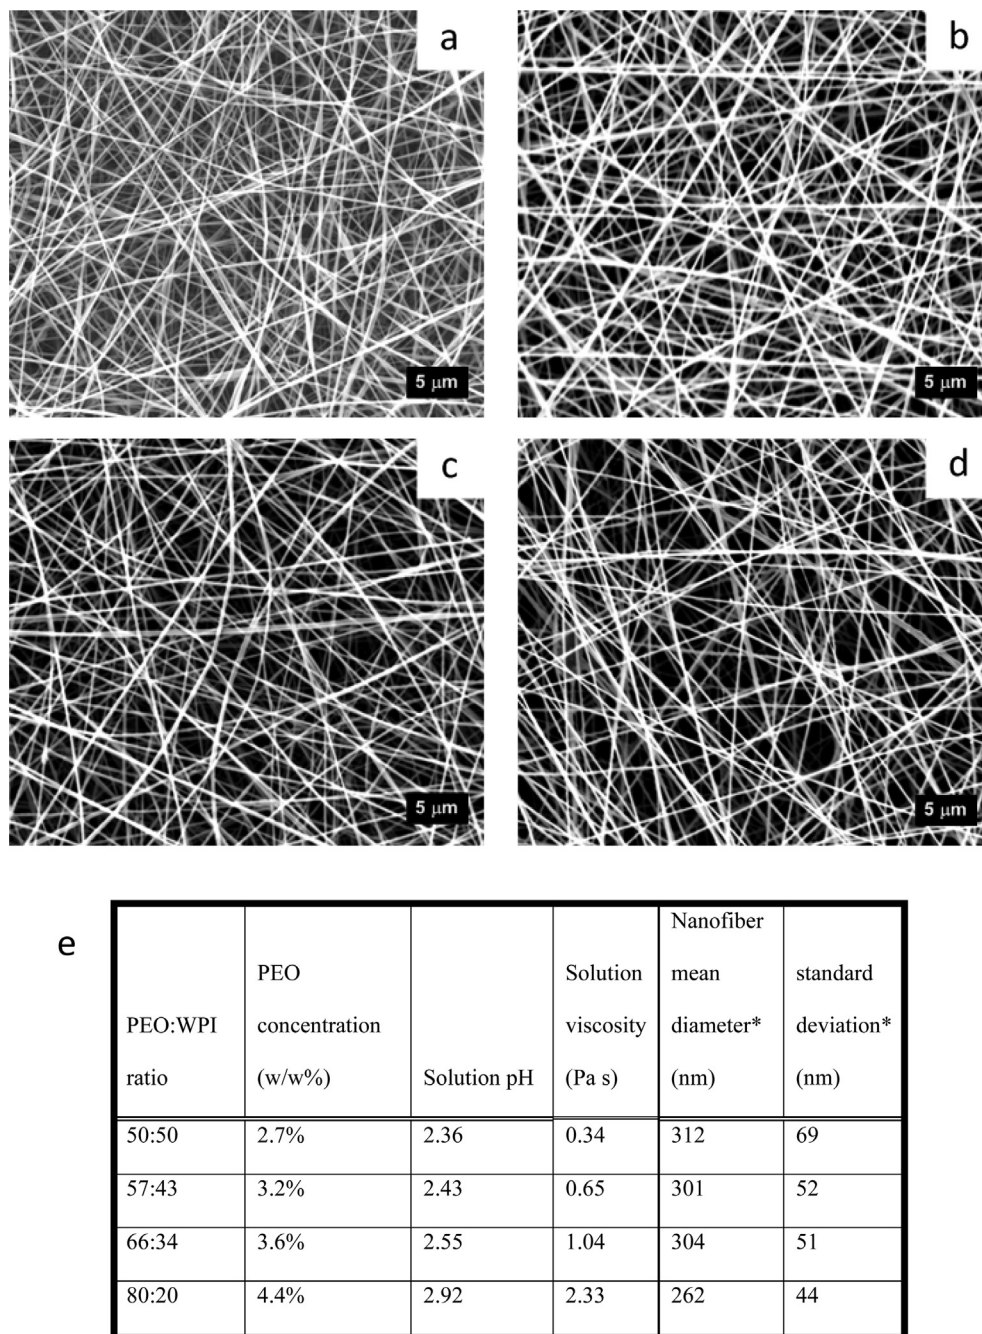 a
b
5 μm
5 μm
c
d
5 μm
5 μm
e
PEO:WPI ratio
PEO concentration (w/w%)
Solution pH
Solution viscosity (Pa s)
Nanofiber mean diameter* (nm)
standard deviation* (nm)
50:50 2.7% 2.36 0.34 312 69
57:43 3.2% 2.43 0.65 301 52
66:34 3.6% 2.55 1.04 304 51
80:20 4.4% 2.92 2.33 262 44